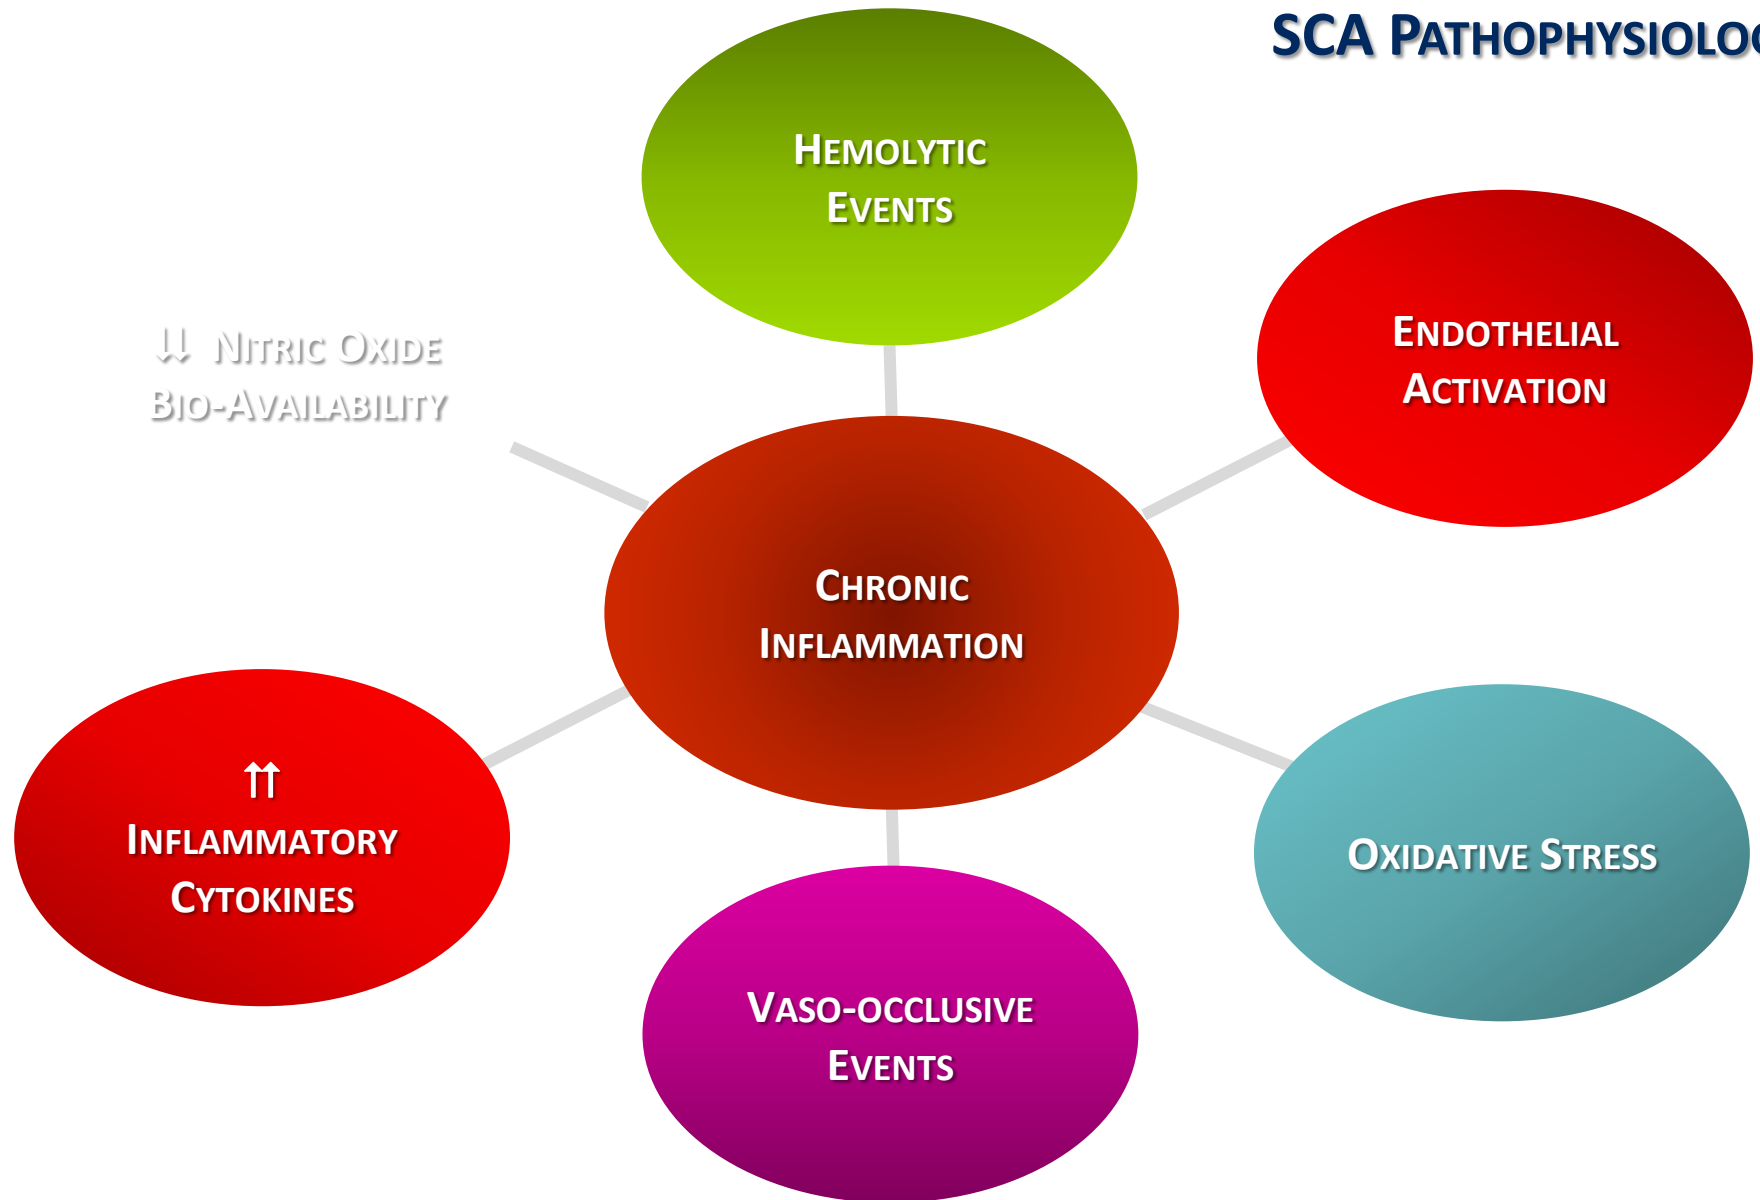 SCA PATHOPHYSIOLO
HEMOLYTIC
EVENTS
ENDOTHELIAL
ACTIVATION
⇊ NITRIC OXIDE
BIO-AVAILABILITY
CHRONIC
INFLAMMATION
⇈
INFLAMMATORY
CYTOKINES
OXIDATIVE STRESS
VASO-OCCLUSIVE
EVENTS